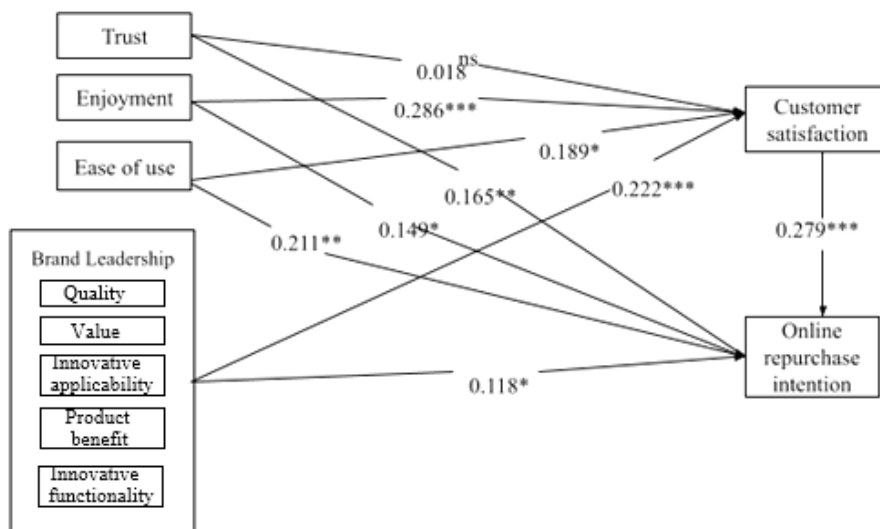 Trust
Enjoyment
Ease of use
Brand Leadership
Quality
Value
Innovative
applicability
Product
benefit
Innovative
functionality
0.018ns
0.286***
0.189*
0.222***
0.165**
0.149*
0.211**
0.118*
Customer
satisfaction
0.279***
Online
repurchase
intention